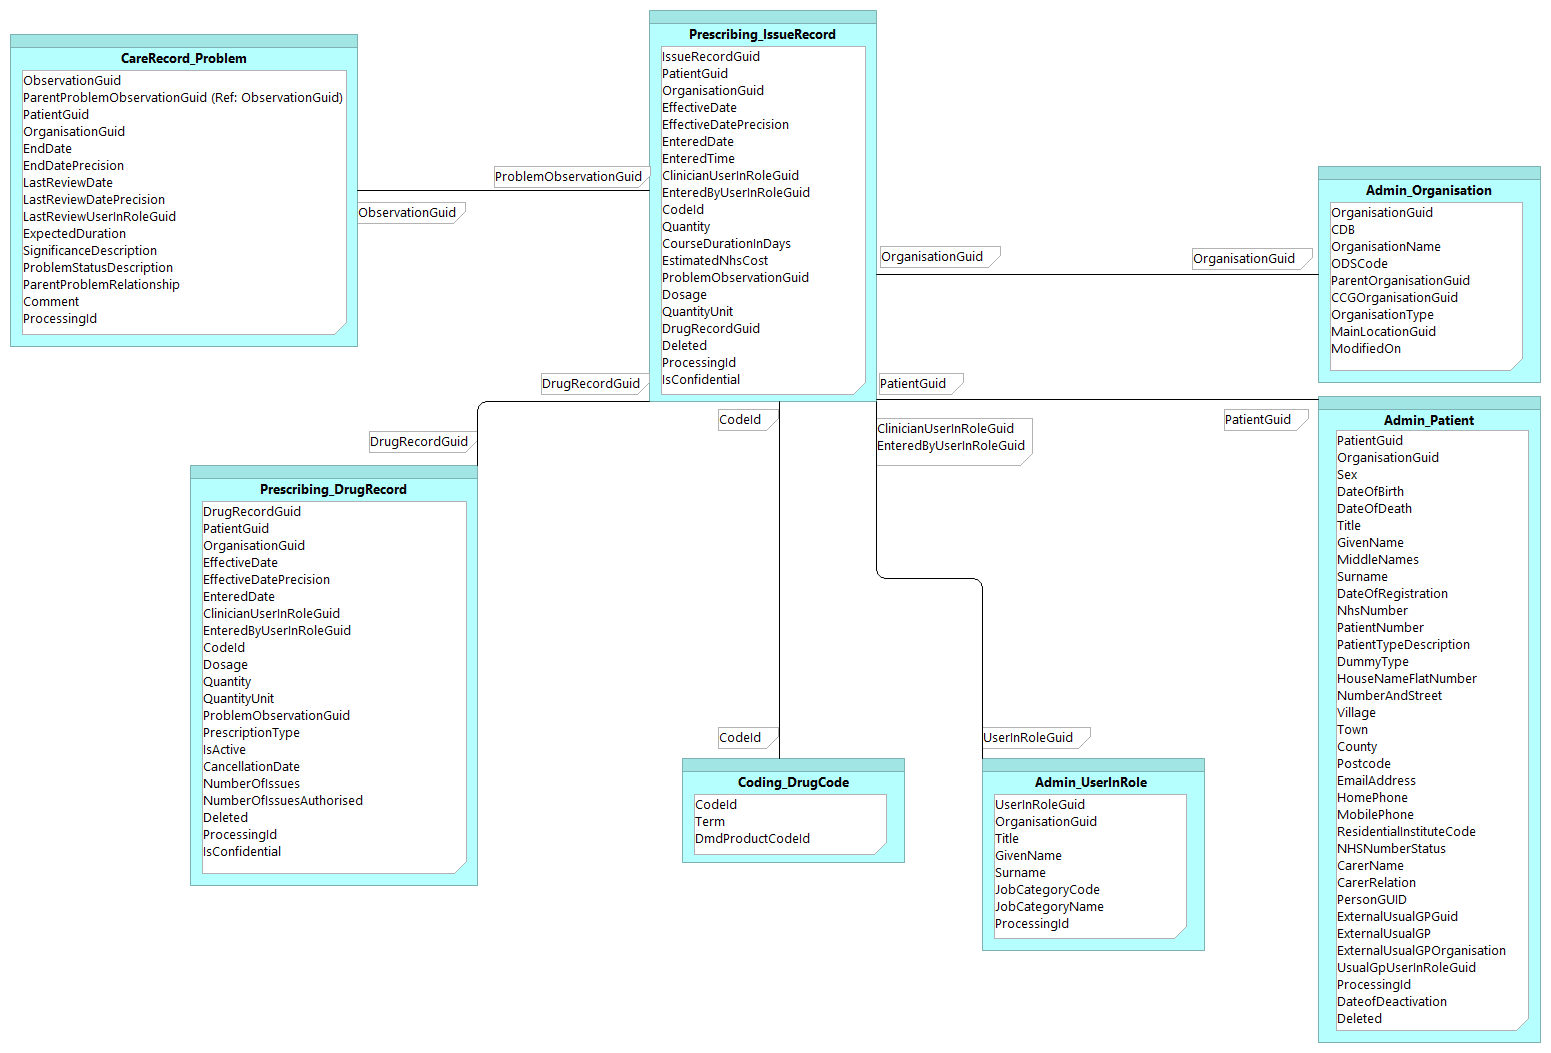 Prescribing_IssueRecord
IssueRecordGuid
PatientGuid
OrganisationGuid
EffectiveDate
EffectiveDatePrecision
EnteredDate
EnteredTime
ClinicianUserInRoleGuid
EnteredByUserInRoleGuid
CodeId
Quantity
CourseDurationInDays
EstimatedNhsCost
ProblemObservationGuid
Dosage
QuantityUnit
DrugRecordGuid
Deleted
ProcessingId
IsConfidential
CareRecord_Problem
ObservationGuid
ParentProblemObservationGuid (Ref: ObservationGuid)
PatientGuid
OrganisationGuid
EndDate
EndDatePrecision
LastReviewDate
LastReviewDatePrecision
LastReviewUserInRoleGuid
ExpectedDuration
SignificanceDescription
ProblemStatusDescription
ParentProblemRelationship
Comment
ProcessingId
ProblemObservationGuid
ObservationGuid
OrganisationGuid
OrganisationGuid
Admin_Organisation
OrganisationGuid
CDB
OrganisationName
ODSCode
ParentOrganisationGuid
CCGOrganisationGuid
OrganisationType
MainLocationGuid
ModifiedOn
DrugRecordGuid
DrugRecordGuid
CodeId
PatientGuid
PatientGuid
ClinicianUserInRoleGuid
EnteredByUserInRoleGuid
Admin_Patient
PatientGuid
OrganisationGuid
Sex
DateOfBirth
DateOfDeath
Title
GivenName
MiddleNames
Surname
DateOfRegistration
NhsNumber
PatientNumber
PatientTypeDescription
DummyType
HouseNameFlatNumber
NumberAndStreet
Village
Town
County
Postcode
EmailAddress
HomePhone
MobilePhone
ResidentialInstituteCode
NHSNumberStatus
CarerName
CarerRelation
PersonGUID
ExternalUsualGPGuid
ExternalUsualGP
ExternalUsualGPOrganisation
UsualGpUserInRoleGuid
ProcessingId
DateofDeactivation
Deleted
Prescribing_DrugRecord
DrugRecordGuid
PatientGuid
OrganisationGuid
EffectiveDate
EffectiveDatePrecision
EnteredDate
ClinicianUserInRoleGuid
EnteredByUserInRoleGuid
CodeId
Dosage
Quantity
QuantityUnit
ProblemObservationGuid
PrescriptionType
IsActive
CancellationDate
NumberOfIssues
NumberOfIssuesAuthorised
Deleted
ProcessingId
IsConfidential
CodeId
Coding_DrugCode
CodeId
Term
DmdProductCodeId
UserInRoleGuid
Admin_UserInRole
UserInRoleGuid
OrganisationGuid
Title
GivenName
Surname
JobCategoryCode
JobCategoryName
ProcessingId